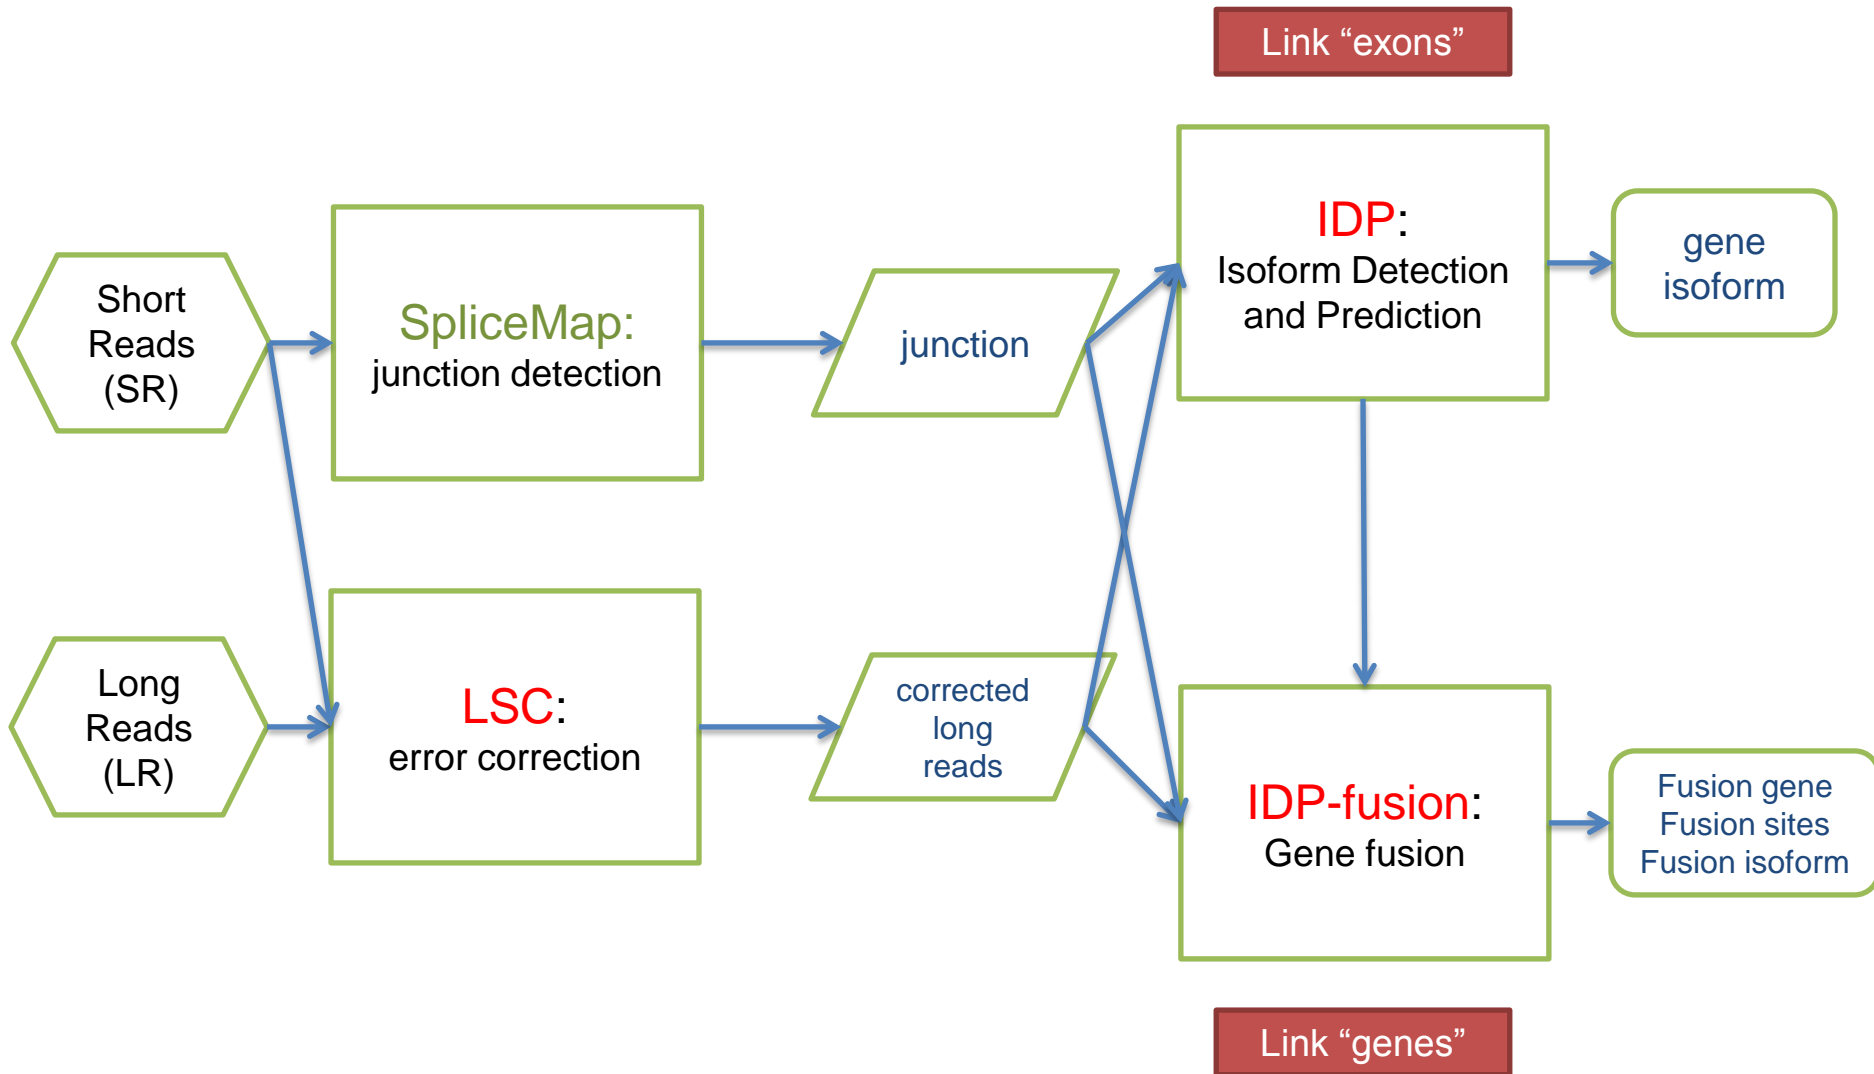 Link “exons”
Short
Reads
(SR)
SpliceMap:
junction detection
junction
IDP:
Isoform Detection
and Prediction
gene
isoform
Long
Reads
(LR)
LSC:
error correction
corrected
long
reads
IDP-fusion:
Gene fusion
Fusion gene
Fusion sites
Fusion isoform
Link “genes”